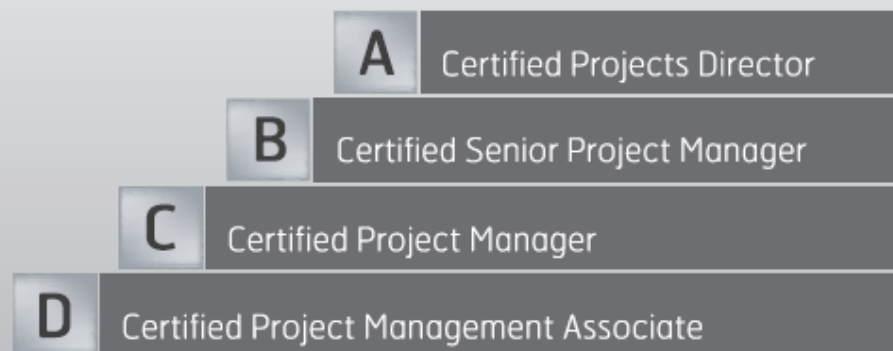 A Certified Projects Director
B Certified Senior Project Manager
C Certified Project Manager
D Certified Project Management Associate